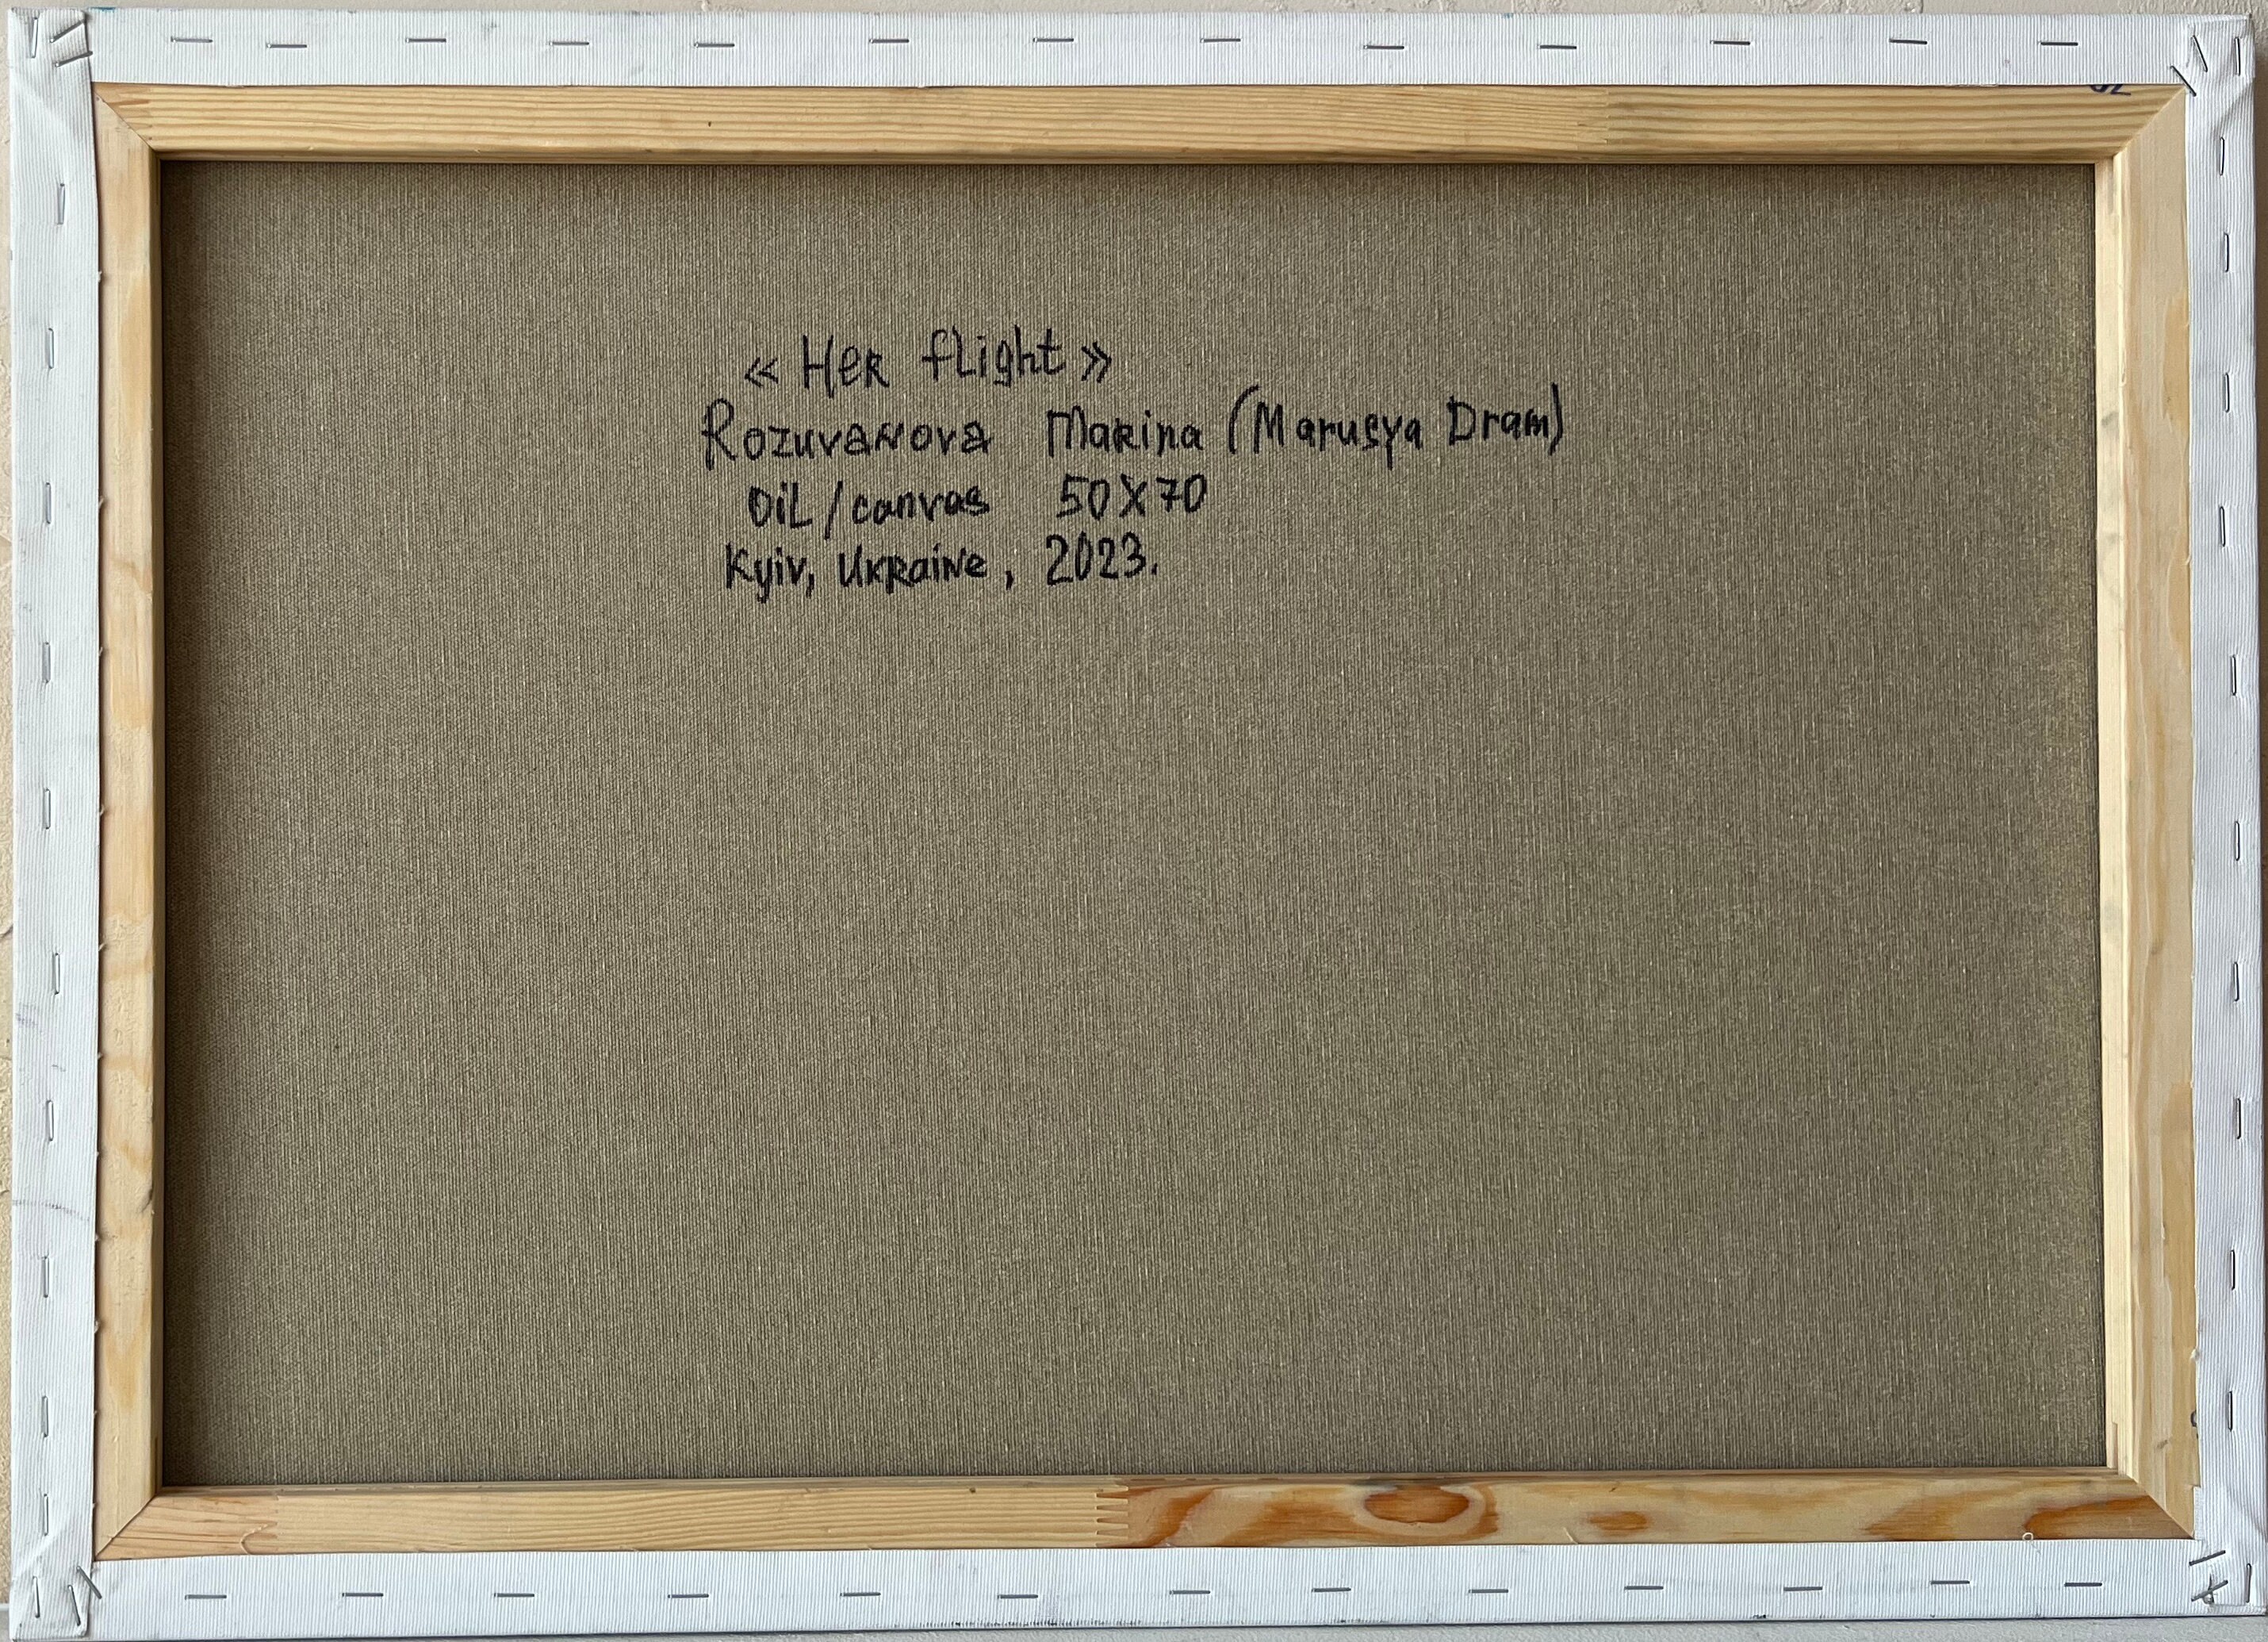 « Her flight »
Rozuvanova Marina (Marusya Dram)
Oil/canvas 50X70
Kyiv, Ukraine, 2023.